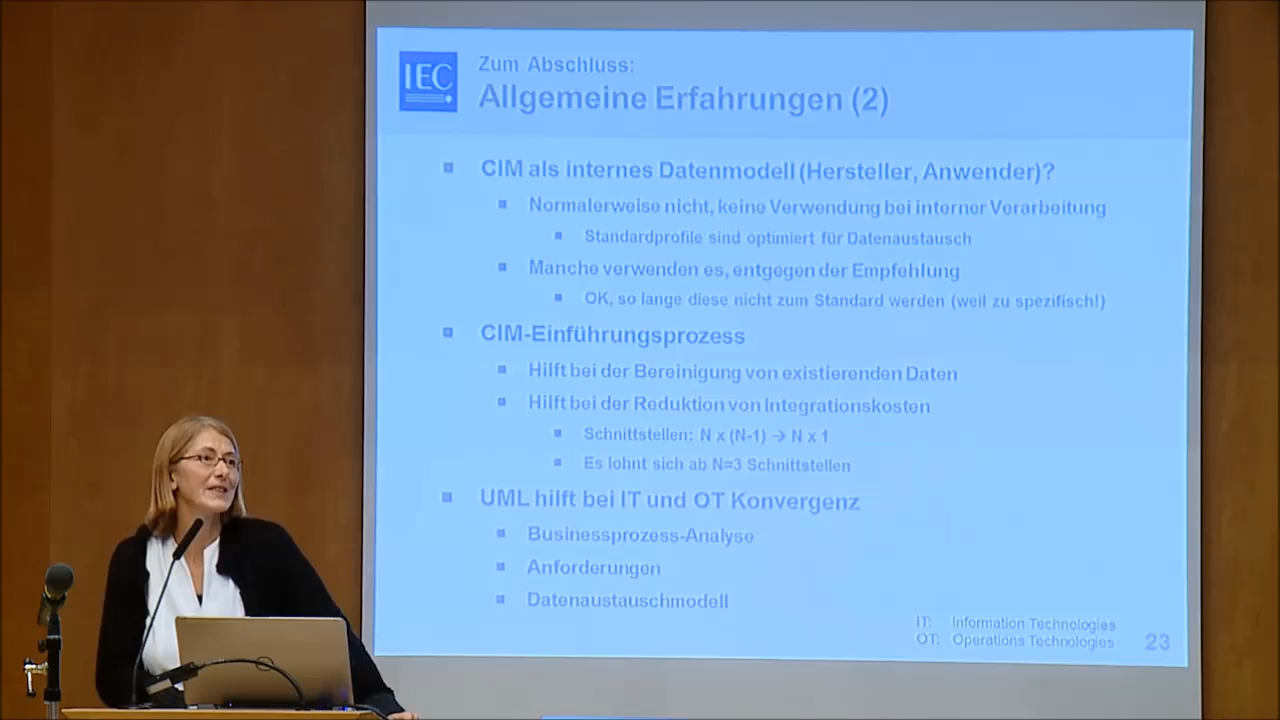 IEC
Zum Abschluss:
Allgemeine Erfahrungen (2)
CIM als internes Datenmodell (Hersteller, Anwender)?
Normalerweise nicht, keine Verwendung bei interner Verarbeitung
Standardprofile sind optimiert für Datenaustausch
Manche verwenden es, entgegen der Empfehlung
OK, so lange diese nicht zum Standard werden (weil zu spezifisch!)
CIM-Einführungsprozess
Hilft bei der Bereinigung von existierenden Daten
Hilft bei der Reduktion von Integrationskosten
Schnittstellen: N x (N-1) → N x 1
Es lohnt sich ab N=3 Schnittstellen
UML hilft bei IT und OT Konvergenz
Businessprozess-Analyse
Anforderungen
Datenaustauschmodell
IT: Information Technologies
OT: Operations Technologies
23